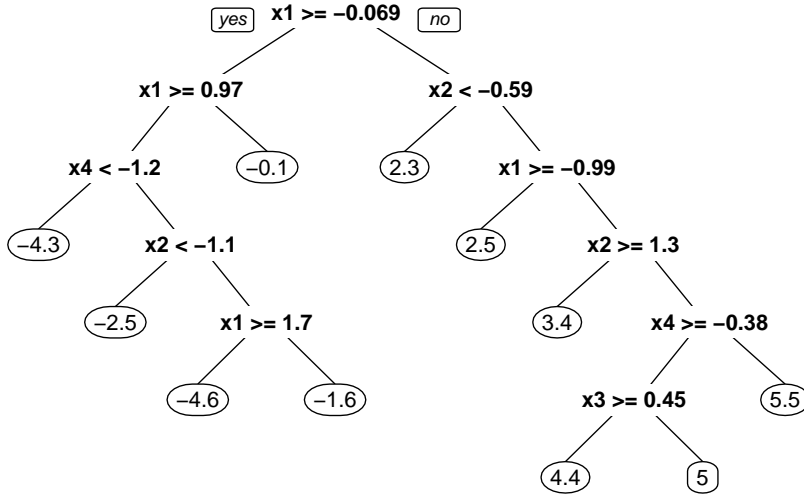 yes x1 >= −0.069 no
x1 >= 0.97 x2 < −0.59
x4 < −1.2 −0.1 2.3 x1 >= −0.99
−4.3 x2 < −1.1 2.5 x2 >= 1.3
−2.5 x1 >= 1.7 3.4 x4 >= −0.38
−4.6 −1.6 x3 >= 0.45 5.5
4.4 5